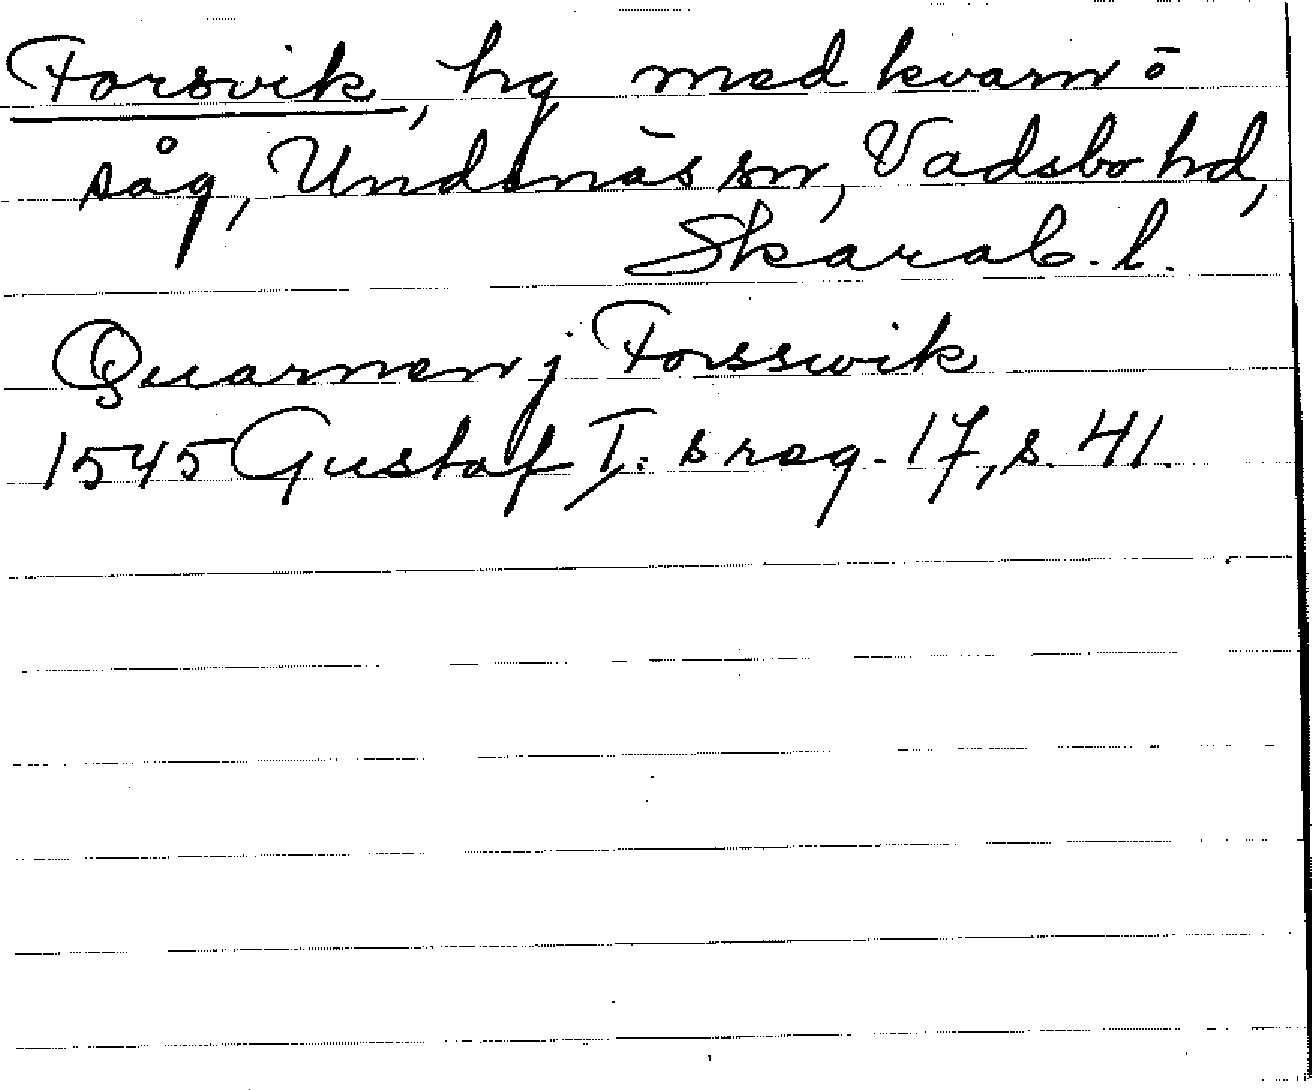 Forsvik, hg med kvarn o
såg, Undenäs sn, Vadsbo hd,
Skarab. l.
Quarnen j Forsswik
1545 Gustaf I:s reg. 17, s. 41.